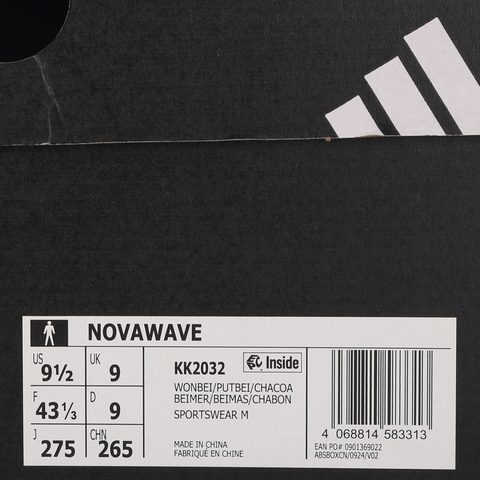 NOVAWAVE
US 9½ UK 9
F 43⅓ D 9
J 275 CHN 265
KK2032 Inside
WONBEI/PUTBEI/CHACOA
BEIMER/BEIMAS/CHABON
SPORTSWEAR M
MADE IN CHINA
FABRIQUÉ EN CHINE
4 068814 583313
EAN PO# 0901369022
ABSBOXCN/0924/V02